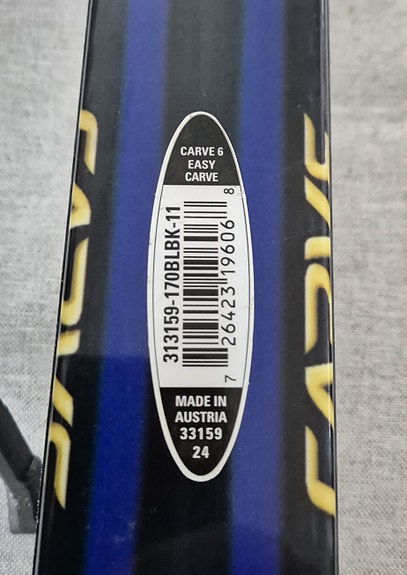 CARVE 6
EASY
CARVE
313159-170BLBK-11
7 26423 19606 8
MADE IN
AUSTRIA
33159
24
CARVE
CARVE